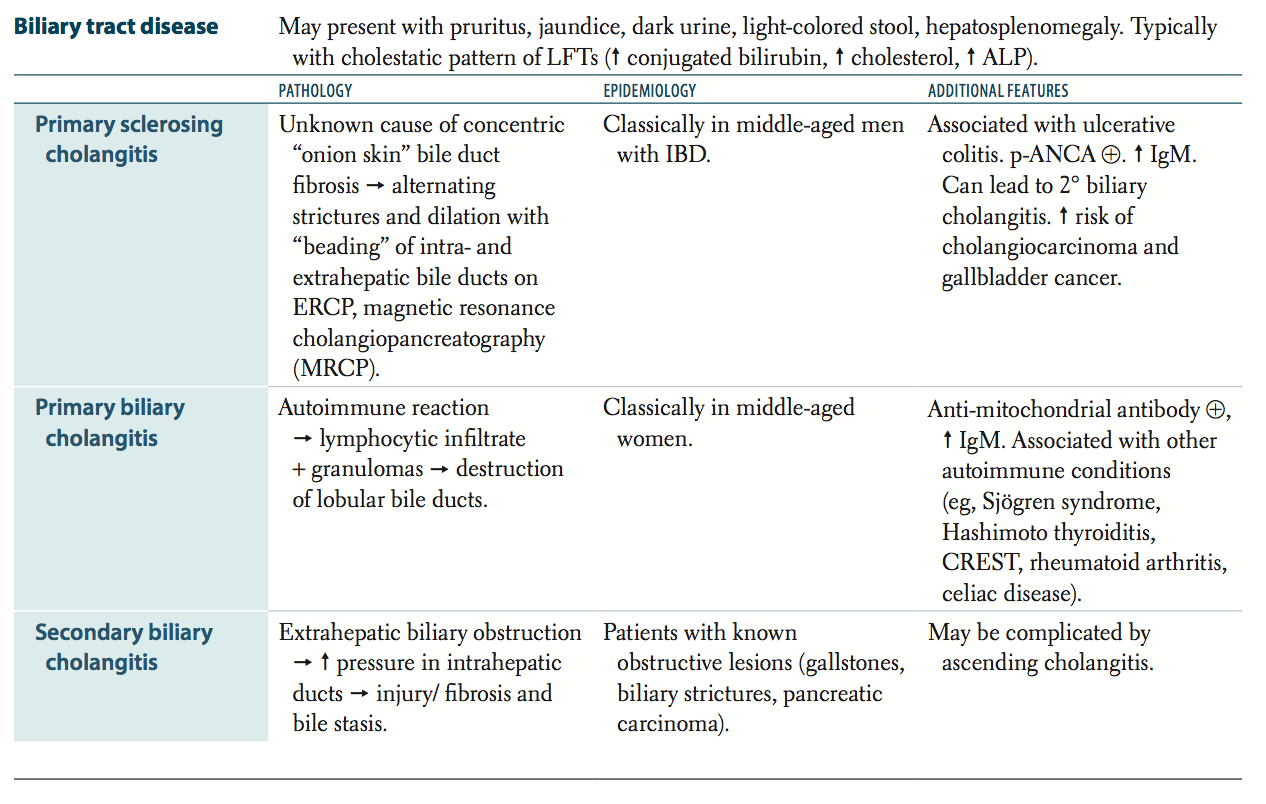 Biliary tract disease
May present with pruritus, jaundice, dark urine, light-colored stool, hepatosplenomegaly. Typically
with cholestatic pattern of LFTs (↑ conjugated bilirubin, ↑ cholesterol, ↑ ALP).
PATHOLOGY
EPIDEMIOLOGY
ADDITIONAL FEATURES
Primary sclerosing
cholangitis
Unknown cause of concentric
“onion skin” bile duct
fibrosis → alternating
strictures and dilation with
“beading” of intra- and
extrahepatic bile ducts on
ERCP, magnetic resonance
cholangiopancreatography
(MRCP).
Classically in middle-aged men
with IBD.
Associated with ulcerative
colitis. p-ANCA ⊕. ↑ IgM.
Can lead to 2° biliary
cholangitis. ↑ risk of
cholangiocarcinoma and
gallbladder cancer.
Primary biliary
cholangitis
Autoimmune reaction
→ lymphocytic infiltrate
+ granulomas → destruction
of lobular bile ducts.
Classically in middle-aged
women.
Anti-mitochondrial antibody ⊕,
↑ IgM. Associated with other
autoimmune conditions
(eg, Sjögren syndrome,
Hashimoto thyroiditis,
CREST, rheumatoid arthritis,
celiac disease).
Secondary biliary
cholangitis
Extrahepatic biliary obstruction
→ ↑ pressure in intrahepatic
ducts → injury/ fibrosis and
bile stasis.
Patients with known
obstructive lesions (gallstones,
biliary strictures, pancreatic
carcinoma).
May be complicated by
ascending cholangitis.